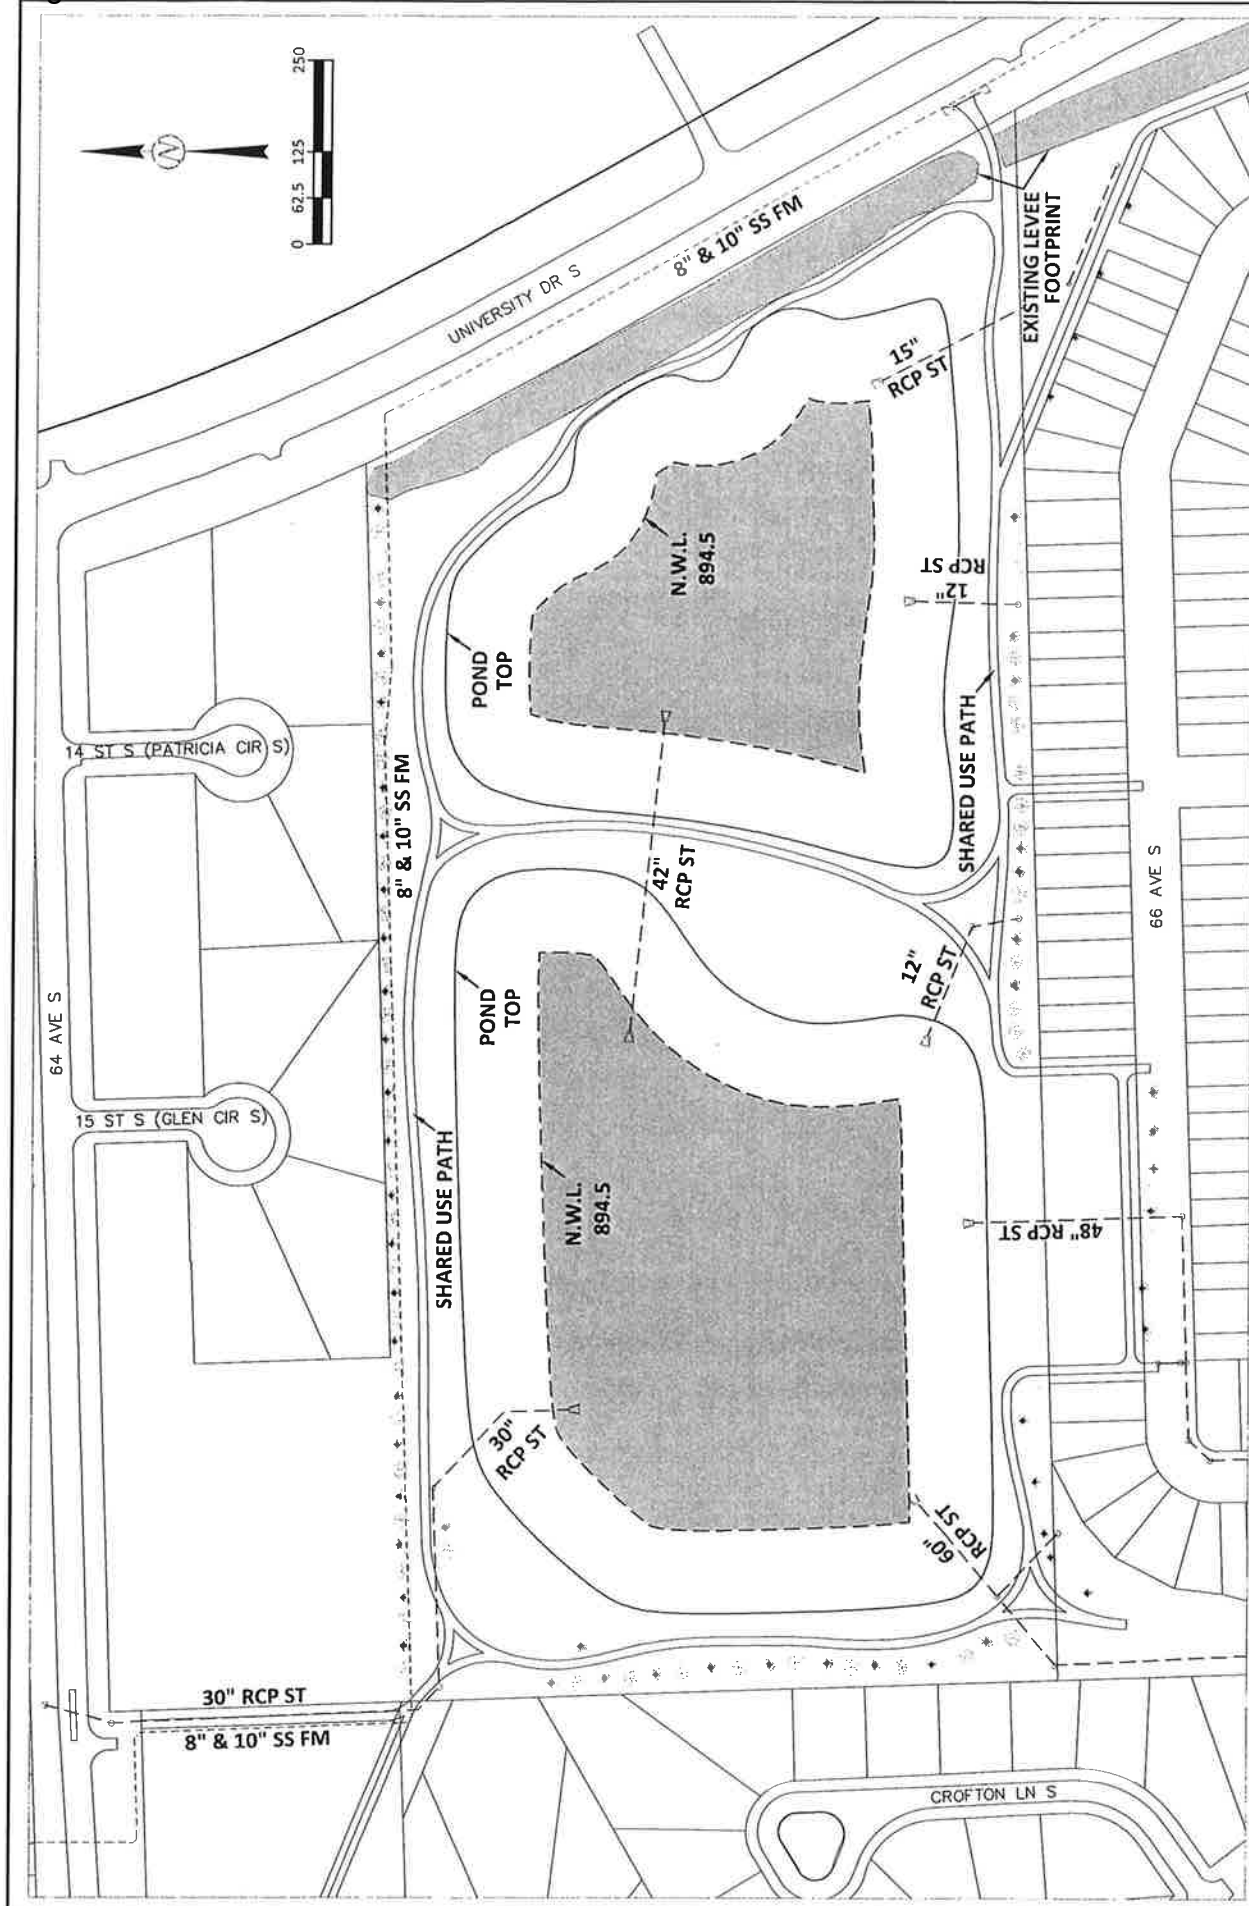 N
0 62.5 125 250
64 AVE S
14 ST S (PATRICIA CIR S)
15 ST S (GLEN CIR S)
UNIVERSITY DR S
8" & 10" SS FM
8" & 10" SS FM
30" RCP ST
8" & 10" SS FM
SHARED USE PATH
POND
TOP
POND
TOP
N.W.L.
894.5
N.W.L.
894.5
30"
RCP ST
42"
RCP ST
15"
RCP ST
12"
RCP ST
12"
RCP ST
48" RCP ST
60"
RCP ST
SHARED USE PATH
EXISTING LEVEE
FOOTPRINT
66 AVE S
CROFTON LN S